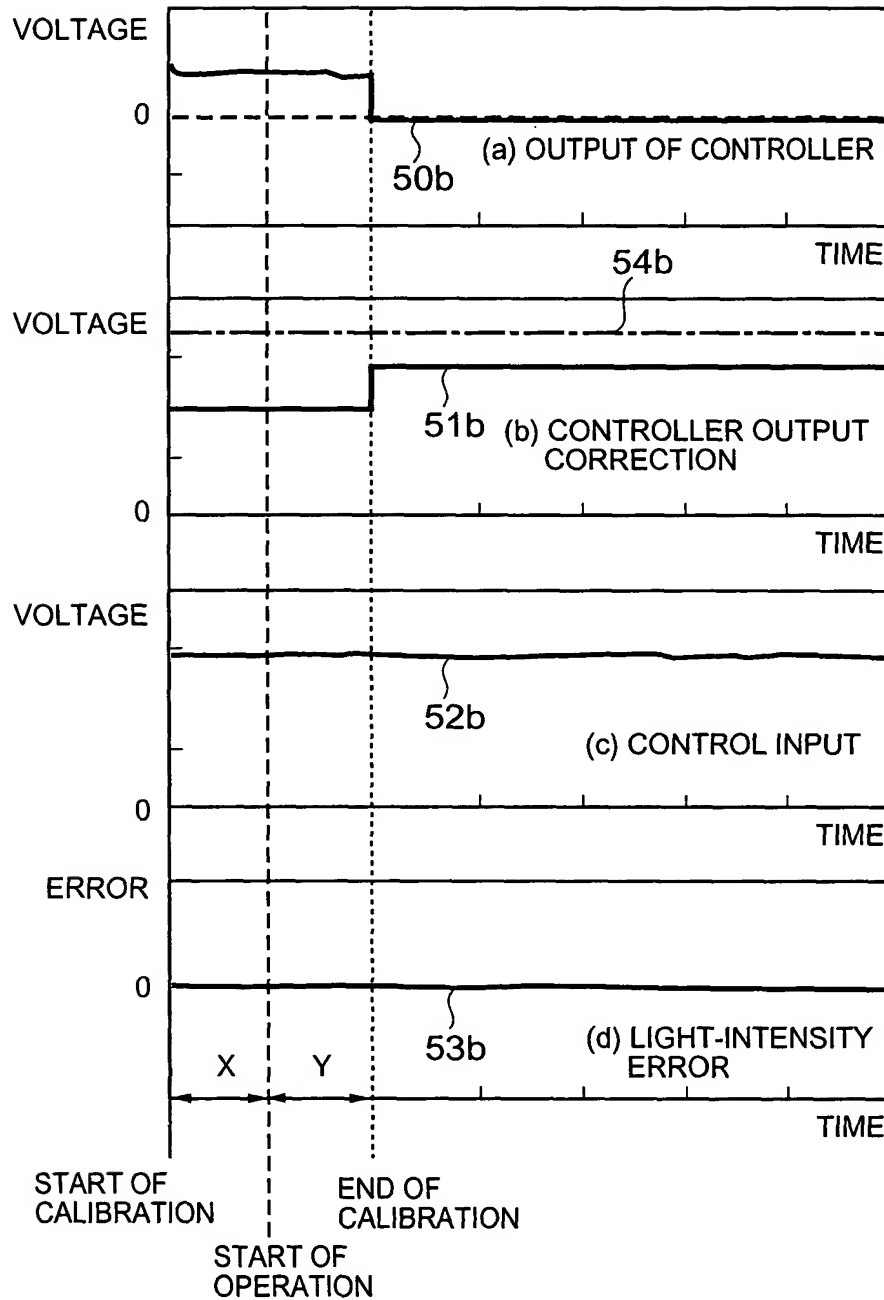 VOLTAGE
0
50b
(a) OUTPUT OF CONTROLLER
TIME
54b
VOLTAGE
51b
(b) CONTROLLER OUTPUT
CORRECTION
0
TIME
VOLTAGE
52b
(c) CONTROL INPUT
0
TIME
ERROR
0
53b
(d) LIGHT-INTENSITY
ERROR
X
Y
TIME
START OF
CALIBRATION
END OF
CALIBRATION
START OF
OPERATION